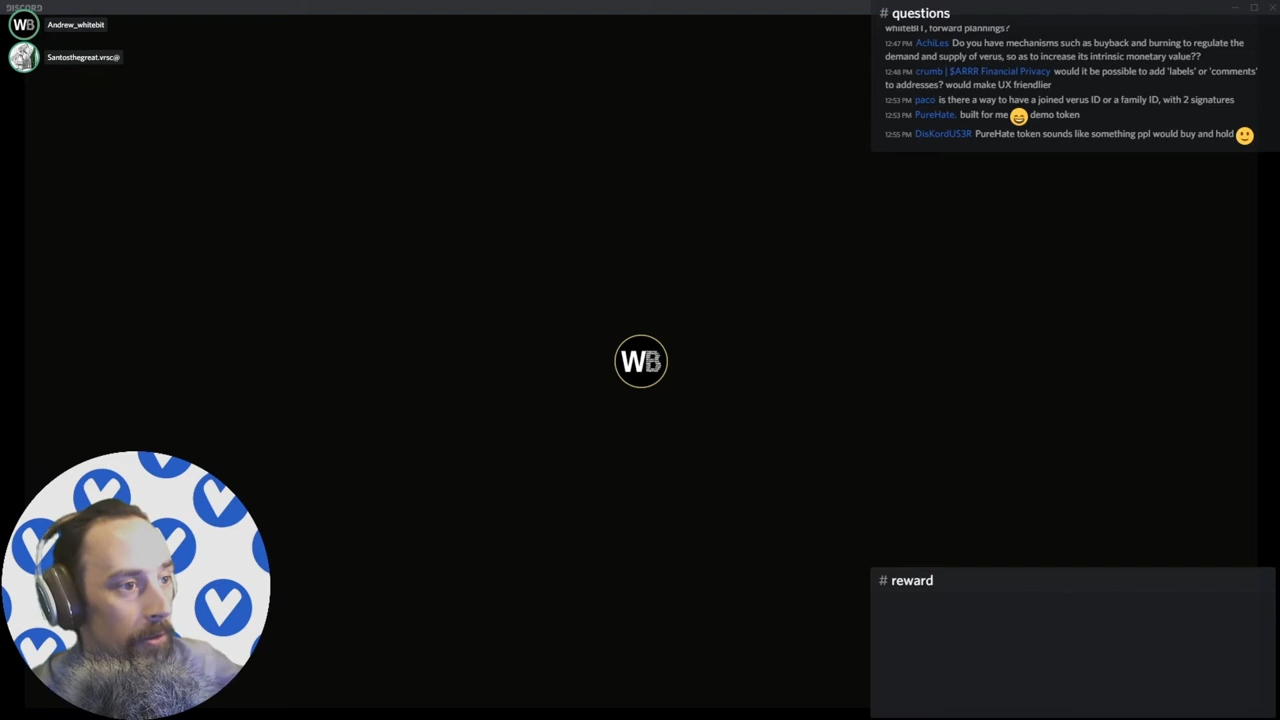 DISCORD
WB
Andrew_whitebit
Santosthegreat.vrsc@
# questions
whiteBIT, forward plannings?
12:47 PM AchiLes Do you have mechanisms such as buyback and burning to regulate the
demand and supply of verus, so as to increase its intrinsic monetary value??
12:48 PM crumb | $ARRR Financial Privacy would it be possible to add 'labels' or 'comments'
to addresses? would make UX friendlier
12:53 PM paco is there a way to have a joined verus ID or a family ID, with 2 signatures
12:53 PM PureHate. built for me 😄 demo token
12:55 PM DisKordUS3R PureHate token sounds like something ppl would buy and hold 🙂
WB
# reward